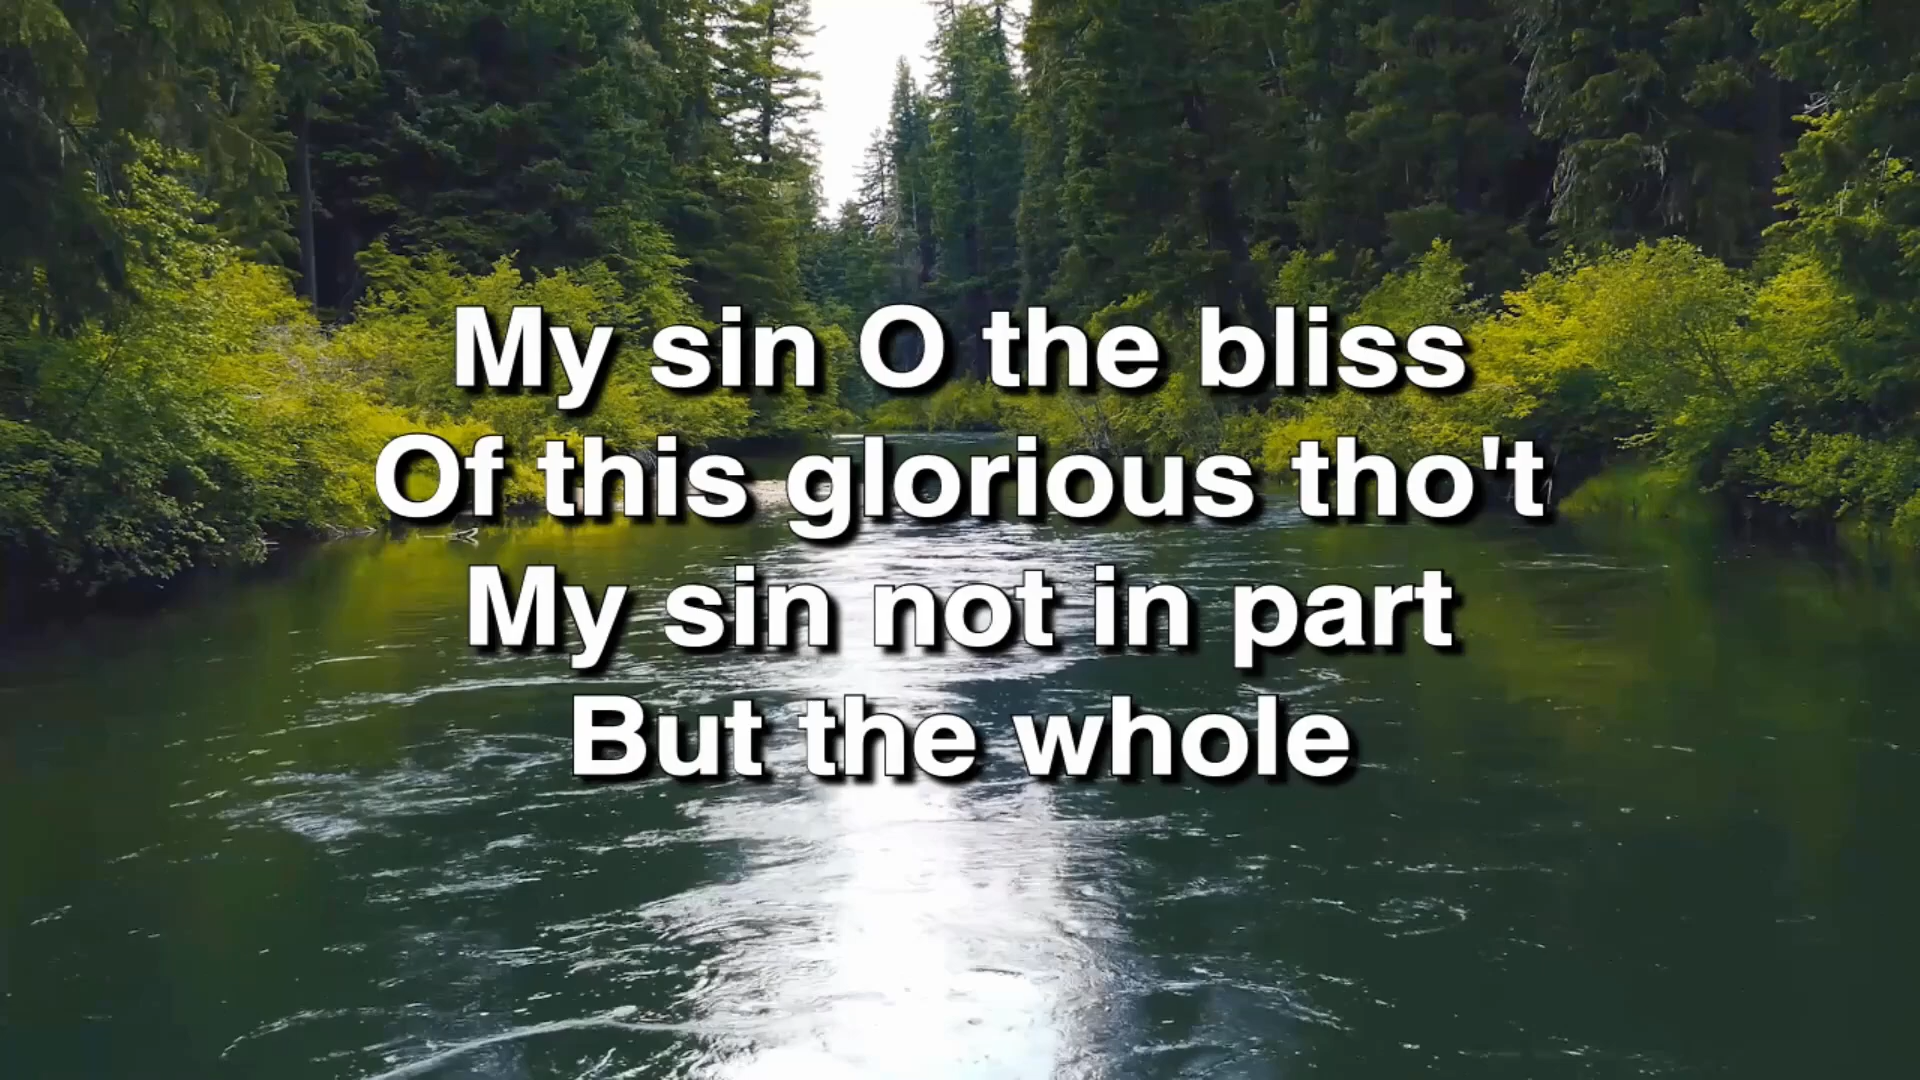 My sin O the bliss
Of this glorious tho't
My sin not in part
But the whole